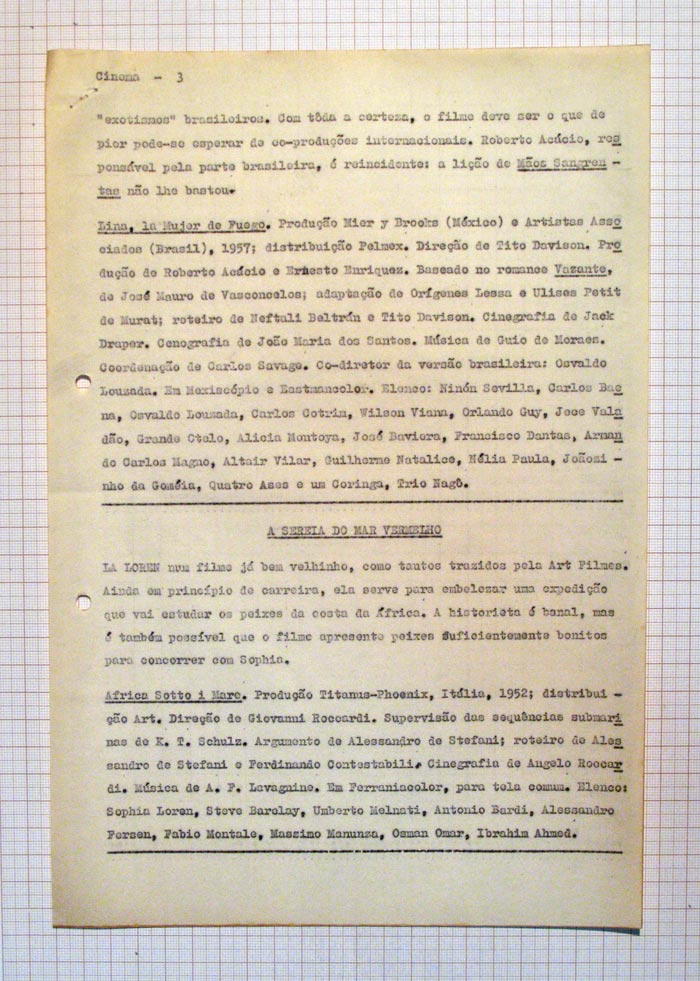 Cinema - 3
"exotismos" brasileiros. Com tôda a certeza, o filme deve ser o que de
pior pode-se esperar de co-produções internacionais. Roberto Acácio, res
ponsável pela parte brasileira, é reincidente: a lição de Mãos Sangren -
tas não lhe bastou.
Lina, la Mujer de Fuego. Produção Mier y Brooks (México) e Artistas Asso
ciados (Brasil), 1957; distribuição Pelmex. Direção de Tito Davison. Pro
dução de Roberto Acácio e Ernesto Enriquez. Baseado no romance Vazante,
de José Mauro de Vasconcelos; adaptação de Orígenes Lessa e Ulises Petit
de Murat; roteiro de Neftali Beltrán e Tito Davison. Cinegrafia de Jack
Draper. Cenografia de João Maria dos Santos. Música de Guio de Moraes.
Coordenação de Carlos Savage. Co-diretor da versão brasileira: Osvaldo
Louzada. Em Mexiscópio e Eastmancolor. Elenco: Ninón Sevilla, Carlos Bae
na, Osvaldo Louzada, Carlos Cotrim, Wilson Viana, Orlando Guy, Jece Vala
dão, Grande Otelo, Alicia Montoya, José Baviera, Francisco Dantas, Arman
do Carlos Magno, Altair Vilar, Guilherme Natalice, Nélia Paula, Joãozi -
nho da Goméia, Quatro Ases e um Coringa, Trio Nagô.
A SEREIA DO MAR VERMELHO
LA LOREN num filme já bem velhinho, como tantos trazidos pela Art Filmes.
Ainda em princípio de carreira, ela serve para embelezar uma expedição
que vai estudar os peixes da costa da África. A historieta é banal, mas
é também possível que o filme apresente peixes suficientemente bonitos
para concorrer com Sophia.
Africa Sotto i Mare. Produção Titanus-Phoenix, Itália, 1952; distribui -
ção Art. Direção de Giovanni Roccardi. Supervisão das sequências submari
nas de K. T. Schulz. Argumento de Alessandro de Stefani; roteiro de Ales
sandro de Stefani e Ferdinando Contestabili. Cinegrafia de Angelo Roccar
di. Música de A. F. Lavagnine. Em Ferraniacolor, para tela comum. Elenco:
Sophia Loren, Steve Barclay, Umberto Melnati, Antonio Bardi, Alessandro
Fersen, Fabio Montale, Massimo Manunza, Osman Omar, Ibrahim Ahmed.